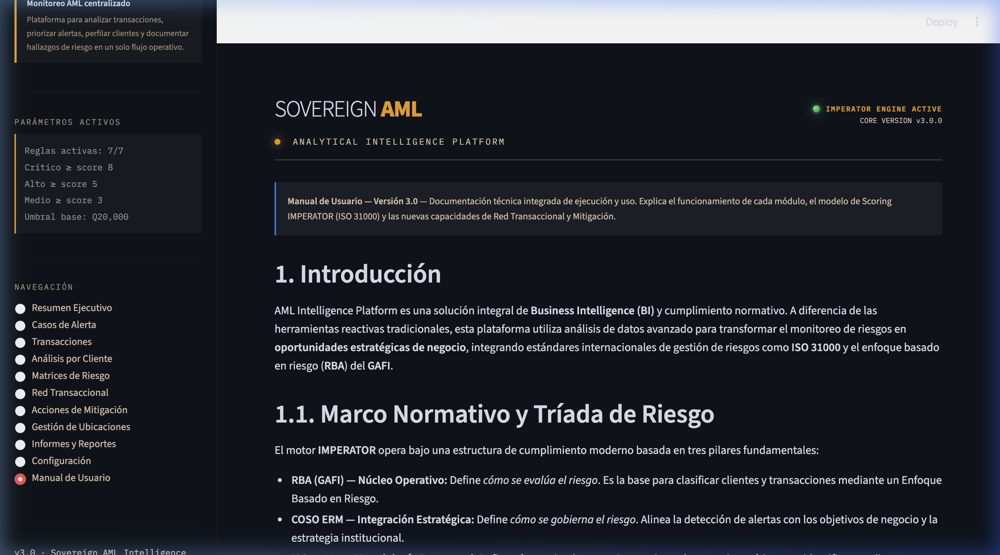 Monitoreo AML centralizado
Plataforma para analizar transacciones,
priorizar alertas, perfilar clientes y documentar
hallazgos de riesgo en un solo flujo operativo.
PARÁMETROS ACTIVOS
Reglas activas: 7/7
Crítico ≥ score 8
Alto ≥ score 5
Medio ≥ score 3
Umbral base: Q20,000
NAVEGACIÓN
Resumen Ejecutivo
Casos de Alerta
Transacciones
Análisis por Cliente
Matrices de Riesgo
Red Transaccional
Acciones de Mitigación
Gestión de Ubicaciones
Informes y Reportes
Configuración
Manual de Usuario
v3.0 · Sovereign AML Intelligence
Deploy
SOVEREIGN AML
IMPERATOR ENGINE ACTIVE
CORE VERSION v3.0.0
ANALYTICAL INTELLIGENCE PLATFORM
Manual de Usuario — Versión 3.0 — Documentación técnica integrada de ejecución y uso. Explica el funcionamiento de cada módulo, el modelo de Scoring
IMPERATOR (ISO 31000) y las nuevas capacidades de Red Transaccional y Mitigación.
1. Introducción
AML Intelligence Platform es una solución integral de Business Intelligence (BI) y cumplimiento normativo. A diferencia de las
herramientas reactivas tradicionales, esta plataforma utiliza análisis de datos avanzado para transformar el monitoreo de riesgos en
oportunidades estratégicas de negocio, integrando estándares internacionales de gestión de riesgos como ISO 31000 y el enfoque basado
en riesgo (RBA) del GAFI.
1.1. Marco Normativo y Tríada de Riesgo
El motor IMPERATOR opera bajo una estructura de cumplimiento moderno basada en tres pilares fundamentales:
• RBA (GAFI) — Núcleo Operativo: Define cómo se evalúa el riesgo. Es la base para clasificar clientes y transacciones mediante un Enfoque
Basado en Riesgo.
• COSO ERM — Integración Estratégica: Define cómo se gobierna el riesgo. Alinea la detección de alertas con los objetivos de negocio y la
estrategia institucional.